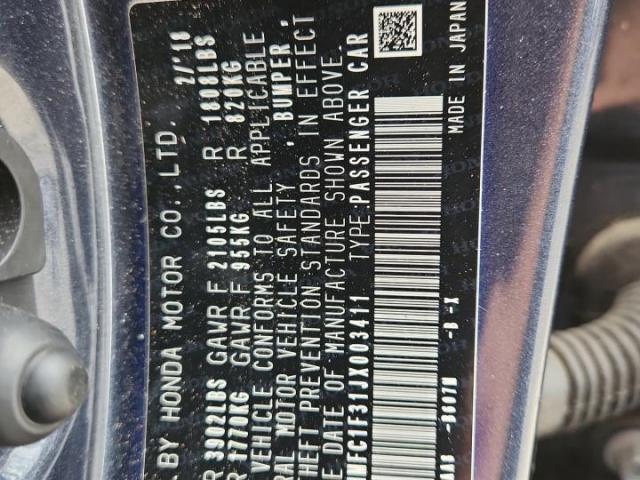 BY HONDA MOTOR CO.,LTD. 2/'18
3902LBS GAWR F 2105LBS R 1808LBS
1770KG GAWR F 955KG R 820KG
VEHICLE CONFORMS TO ALL APPLICABLE
MOTOR VEHICLE SAFETY , BUMPER ,
THEFT PREVENTION STANDARDS IN EFFECT
DATE OF MANUFACTURE SHOWN ABOVE.
FC1F31JX003411 TYPE:PASSENGER CAR
-B -X MADE IN JAPAN